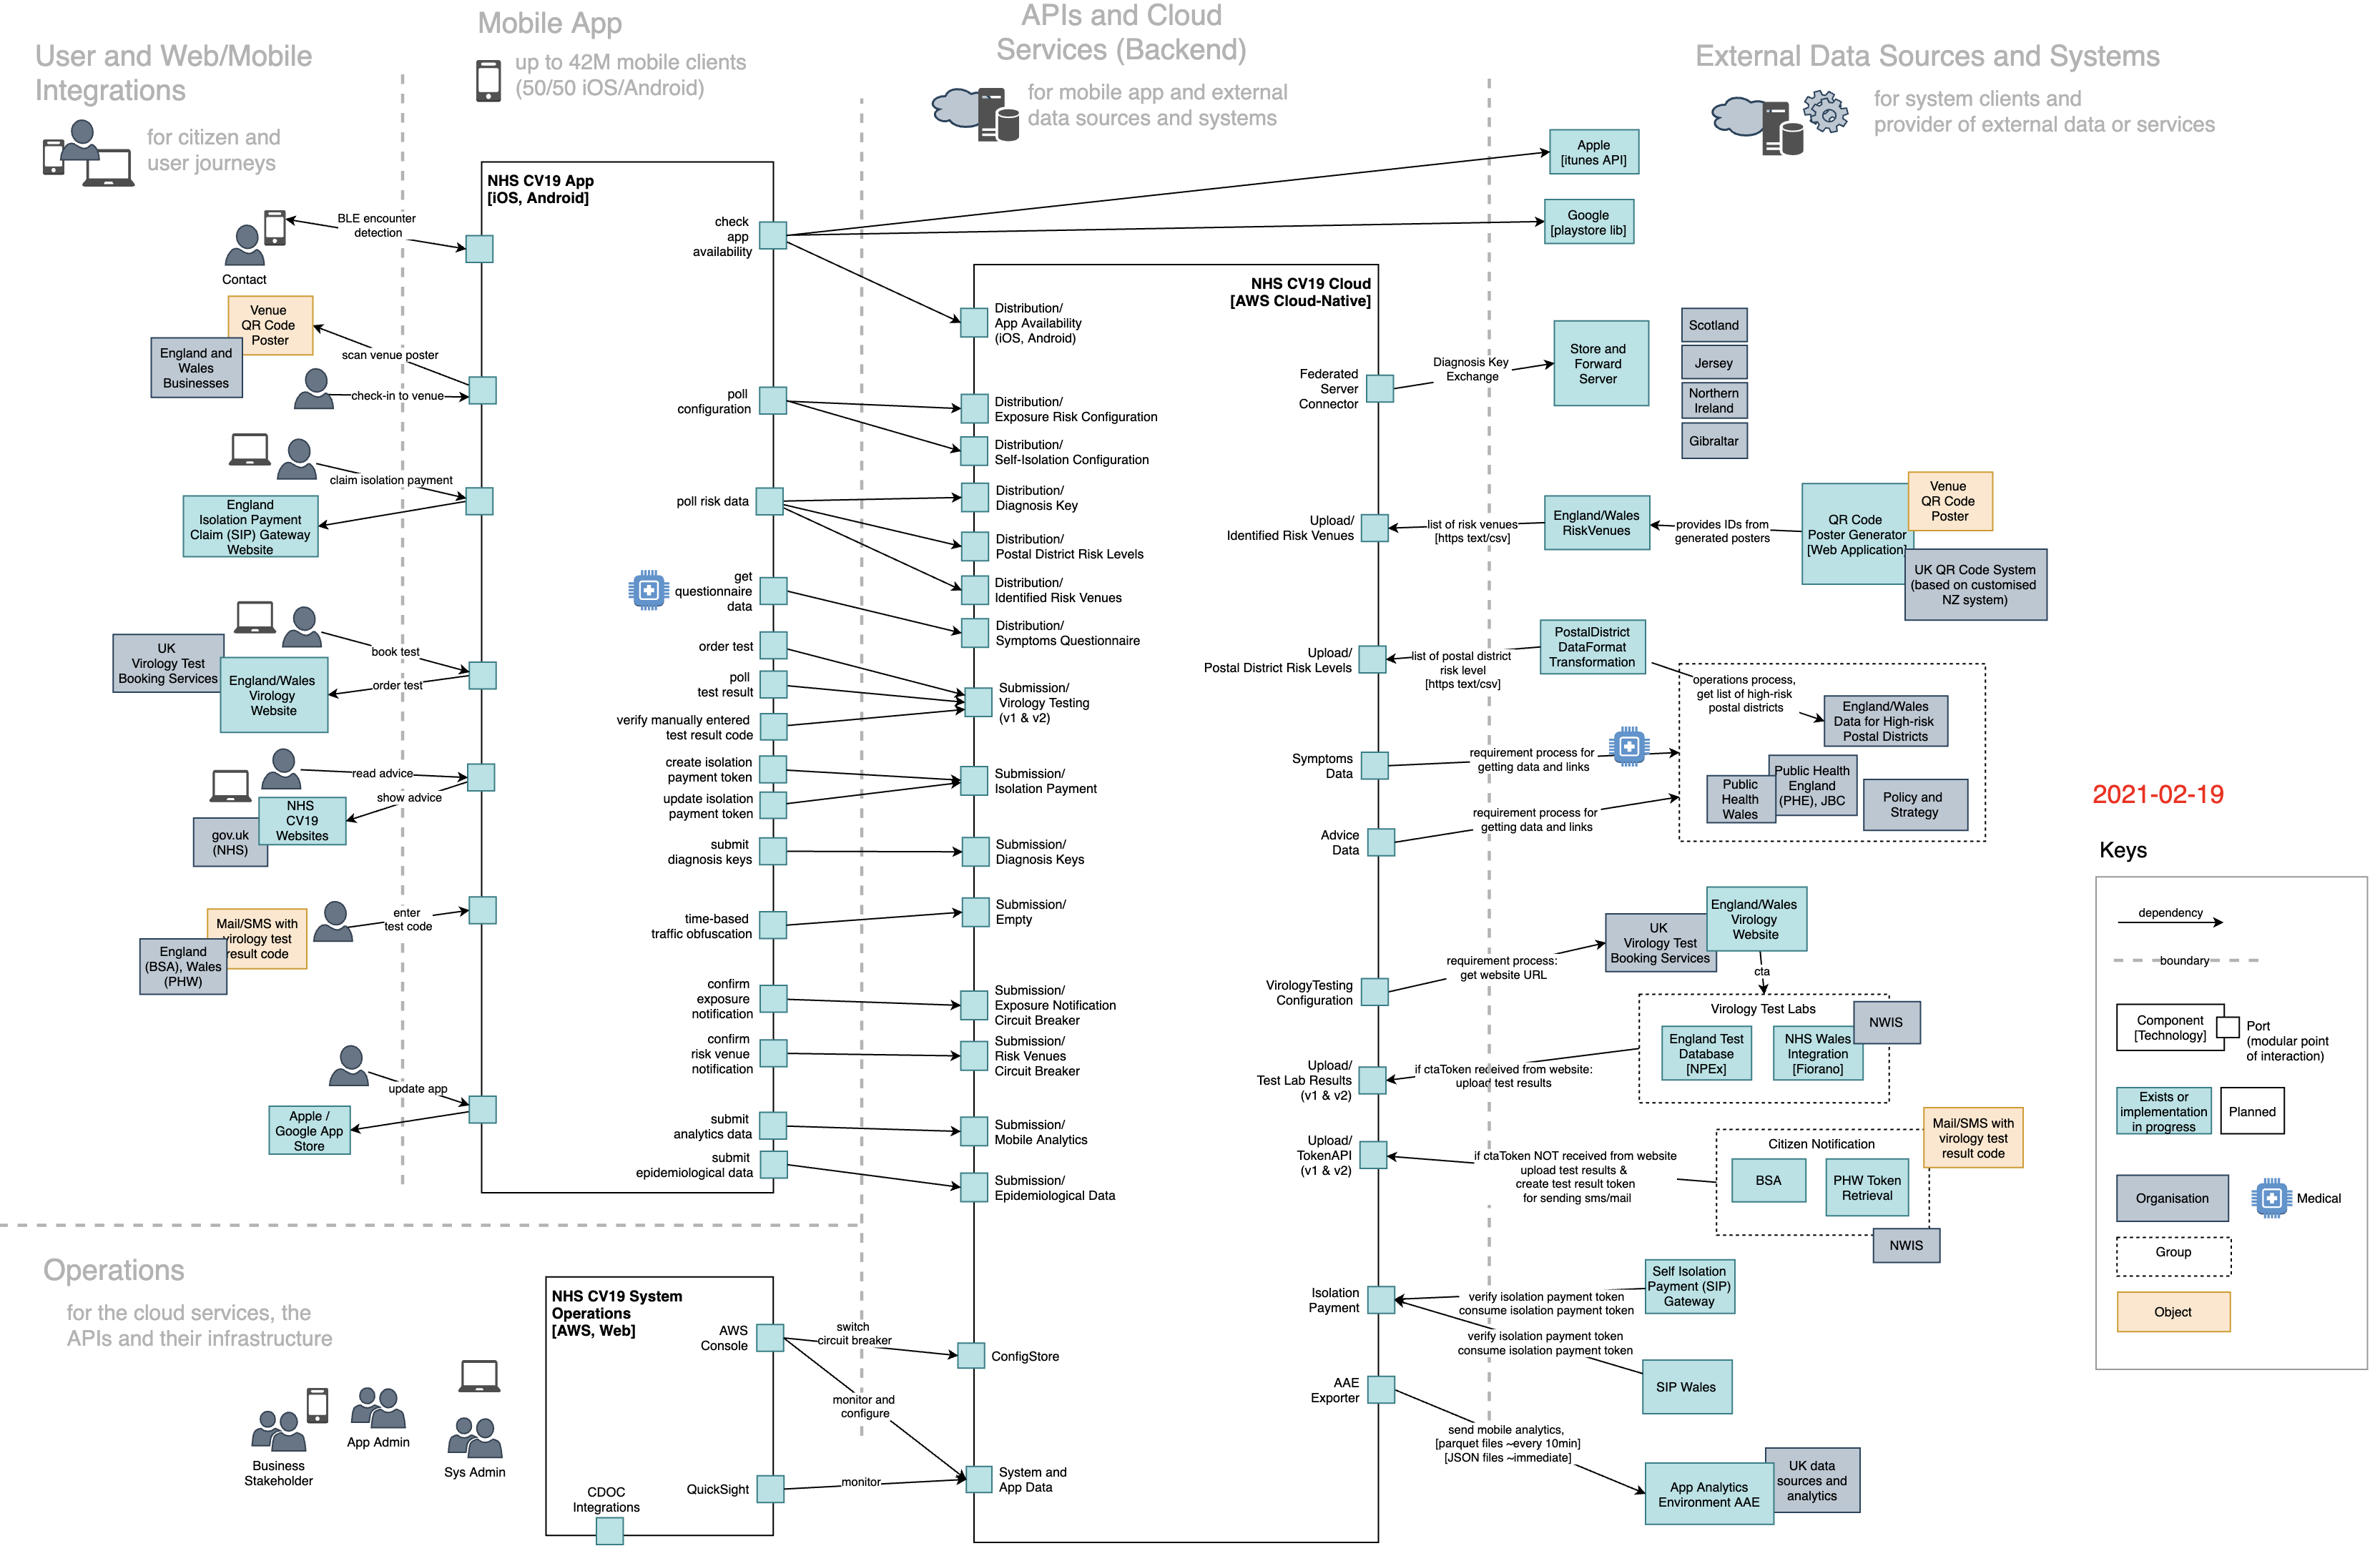 User and Web/Mobile
Integrations
for citizen and
user journeys
Mobile App
up to 42M mobile clients
(50/50 iOS/Android)
APIs and Cloud
Services (Backend)
for mobile app and external
data sources and systems
External Data Sources and Systems
for system clients and
provider of external data or services
Contact
BLE encounter
detection
Venue
QR Code
Poster
England and
Wales
Businesses
scan venue poster
check-in to venue
claim isolation payment
England
Isolation Payment
Claim (SIP) Gateway
Website
UK
Virology Test
Booking Services
England/Wales
Virology
Website
book test
order test
read advice
show advice
NHS
CV19
Websites
gov.uk
(NHS)
Mail/SMS with
virology test
result code
England
(BSA), Wales
(PHW)
enter
test code
update app
Apple /
Google App
Store
NHS CV19 App
[iOS, Android]
check
app
availability
poll
configuration
poll risk data
get
questionnaire
data
order test
poll
test result
verify manually entered
test result code
create isolation
payment token
update isolation
payment token
submit
diagnosis keys
time-based
traffic obfuscation
confirm
exposure
notification
confirm
risk venue
notification
submit
analytics data
submit
epidemiological data
NHS CV19 Cloud
[AWS Cloud-Native]
Distribution/
App Availability
(iOS, Android)
Distribution/
Exposure Risk Configuration
Distribution/
Self-Isolation Configuration
Distribution/
Diagnosis Key
Distribution/
Postal District Risk Levels
Distribution/
Identified Risk Venues
Distribution/
Symptoms Questionnaire
Submission/
Virology Testing
(v1 & v2)
Submission/
Isolation Payment
Submission/
Diagnosis Keys
Submission/
Empty
Submission/
Exposure Notification
Circuit Breaker
Submission/
Risk Venues
Circuit Breaker
Submission/
Mobile Analytics
Submission/
Epidemiological Data
ConfigStore
System and
App Data
Federated
Server
Connector
Upload/
Identified Risk Venues
Upload/
Postal District Risk Levels
Symptoms
Data
Advice
Data
VirologyTesting
Configuration
Upload/
Test Lab Results
(v1 & v2)
Upload/
TokenAPI
(v1 & v2)
Isolation
Payment
AAE
Exporter
Apple
[itunes API]
Google
[playstore lib]
Diagnosis Key
Exchange
Store and
Forward
Server
Scotland
Jersey
Northern
Ireland
Gibraltar
list of risk venues
[https text/csv]
England/Wales
RiskVenues
provides IDs from
generated posters
QR Code
Poster Generator
[Web Application]
Venue
QR Code
Poster
UK QR Code System
(based on customised
NZ system)
list of postal district
risk level
[https text/csv]
PostalDistrict
DataFormat
Transformation
operations process,
get list of high-risk
postal districts
England/Wales
Data for High-risk
Postal Districts
Public
Health
Wales
Public Health
England
(PHE), JBC
Policy and
Strategy
requirement process for
getting data and links
requirement process for
getting data and links
requirement process:
get website URL
UK
Virology Test
Booking Services
England/Wales
Virology
Website
cta
Virology Test Labs
England Test
Database
[NPEx]
NHS Wales
Integration
[Fiorano]
NWIS
if ctaToken received from website:
upload test results
if ctaToken NOT received from website
upload test results &
create test result token
for sending sms/mail
Citizen Notification
BSA
PHW Token
Retrieval
Mail/SMS with
virology test
result code
NWIS
verify isolation payment token
consume isolation payment token
Self Isolation
Payment (SIP)
Gateway
verify isolation payment token
consume isolation payment token
SIP Wales
send mobile analytics,
[parquet files ~every 10min]
[JSON files ~immediate]
App Analytics
Environment AAE
UK data
sources and
analytics
Operations
for the cloud services, the
APIs and their infrastructure
Business
Stakeholder
App Admin
Sys Admin
NHS CV19 System
Operations
[AWS, Web]
AWS
Console
QuickSight
CDOC
Integrations
switch
circuit breaker
monitor and
configure
monitor
2021-02-19
Keys
dependency
boundary
Component
[Technology]
Port
(modular point
of interaction)
Exists or
implementation
in progress
Planned
Organisation
Medical
Group
Object